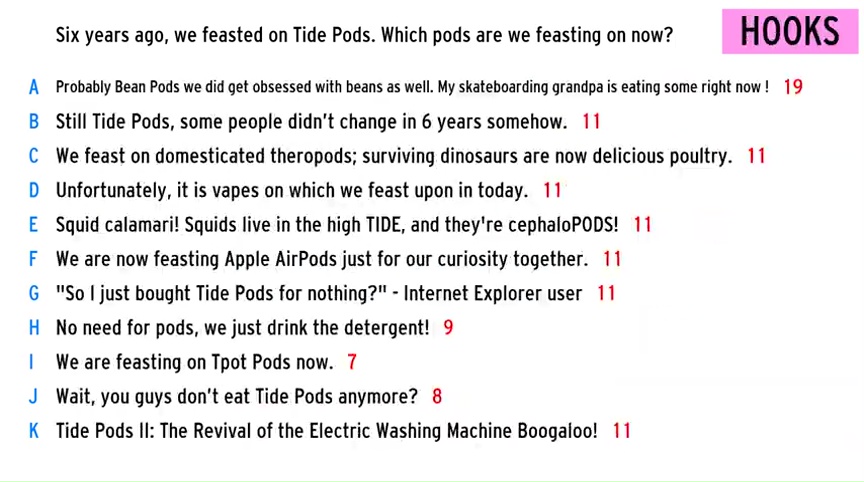 Six years ago, we feasted on Tide Pods. Which pods are we feasting on now?
HOOKS
A Probably Bean Pods we did get obsessed with beans as well. My skateboarding grandpa is eating some right now ! 19
B Still Tide Pods, some people didn't change in 6 years somehow. 11
C We feast on domesticated theropods; surviving dinosaurs are now delicious poultry. 11
D Unfortunately, it is vapes on which we feast upon in today. 11
E Squid calamari! Squids live in the high TIDE, and they're cephaloPODS! 11
F We are now feasting Apple AirPods just for our curiosity together. 11
G "So I just bought Tide Pods for nothing?" - Internet Explorer user 11
H No need for pods, we just drink the detergent! 9
I We are feasting on Tpot Pods now. 7
J Wait, you guys don't eat Tide Pods anymore? 8
K Tide Pods II: The Revival of the Electric Washing Machine Boogaloo! 11